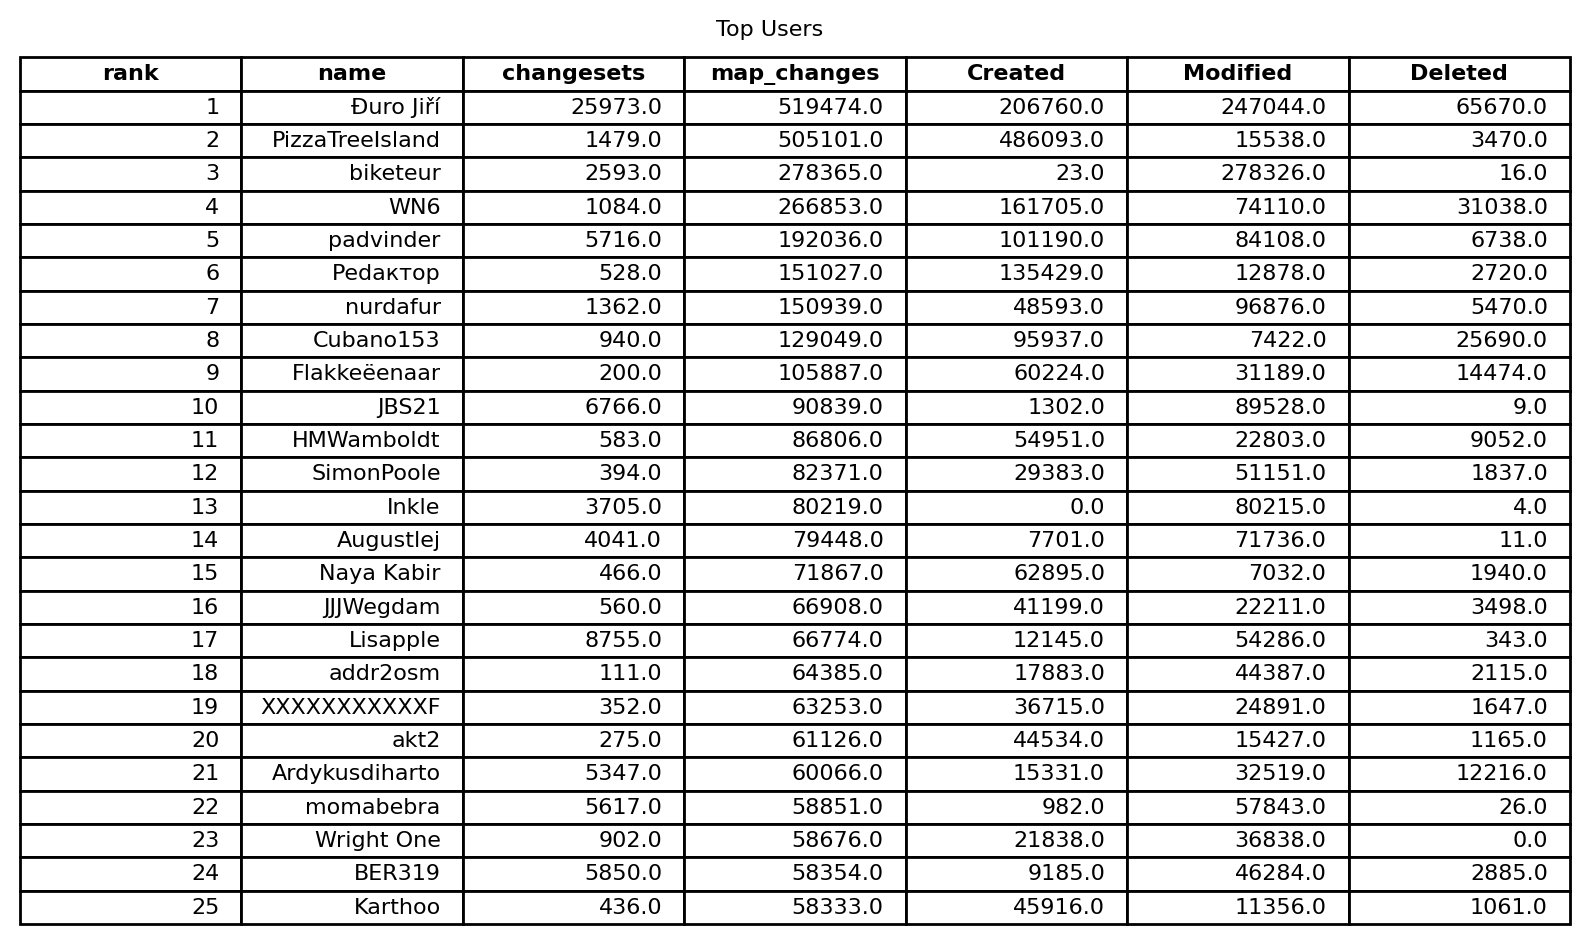 Top Users
rank name changesets map_changes Created Modified Deleted
1 Đuro Jiří 25973.0 519474.0 206760.0 247044.0 65670.0
2 PizzaTreeIsland 1479.0 505101.0 486093.0 15538.0 3470.0
3 biketeur 2593.0 278365.0 23.0 278326.0 16.0
4 WN6 1084.0 266853.0 161705.0 74110.0 31038.0
5 padvinder 5716.0 192036.0 101190.0 84108.0 6738.0
6 Редактор 528.0 151027.0 135429.0 12878.0 2720.0
7 nurdafur 1362.0 150939.0 48593.0 96876.0 5470.0
8 Cubano153 940.0 129049.0 95937.0 7422.0 25690.0
9 Flakkeëenaar 200.0 105887.0 60224.0 31189.0 14474.0
10 JBS21 6766.0 90839.0 1302.0 89528.0 9.0
11 HMWamboldt 583.0 86806.0 54951.0 22803.0 9052.0
12 SimonPoole 394.0 82371.0 29383.0 51151.0 1837.0
13 Inkle 3705.0 80219.0 0.0 80215.0 4.0
14 Augustlej 4041.0 79448.0 7701.0 71736.0 11.0
15 Naya Kabir 466.0 71867.0 62895.0 7032.0 1940.0
16 JJJWegdam 560.0 66908.0 41199.0 22211.0 3498.0
17 Lisapple 8755.0 66774.0 12145.0 54286.0 343.0
18 addr2osm 111.0 64385.0 17883.0 44387.0 2115.0
19 XXXXXXXXXXXF 352.0 63253.0 36715.0 24891.0 1647.0
20 akt2 275.0 61126.0 44534.0 15427.0 1165.0
21 Ardykusdiharto 5347.0 60066.0 15331.0 32519.0 12216.0
22 momabebra 5617.0 58851.0 982.0 57843.0 26.0
23 Wright One 902.0 58676.0 21838.0 36838.0 0.0
24 BER319 5850.0 58354.0 9185.0 46284.0 2885.0
25 Karthoo 436.0 58333.0 45916.0 11356.0 1061.0